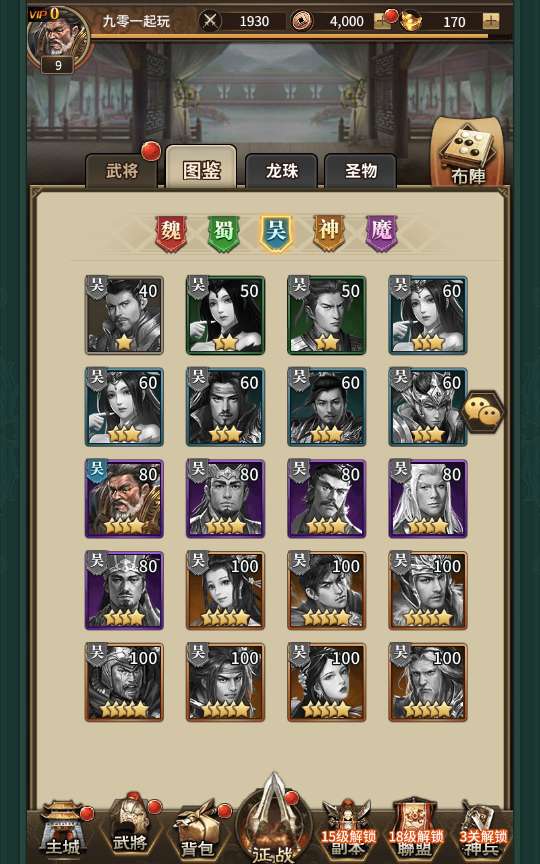 VIP 0
九零一起玩
1930
4,000
170
9
武将
图鉴
龙珠
圣物
布陣
魏
蜀
吴
神
魔
吴 40
吴 50
吴 50
吴 60
吴 60
吴 60
吴 60
吴 60
吴 80
吴 80
吴 80
吴 80
吴 80
吴 100
吴 100
吴 100
吴 100
吴 100
吴 100
吴 100
主城
武將
背包
征战
15级解锁
副本
18级解锁
聯盟
3关解锁
神兵